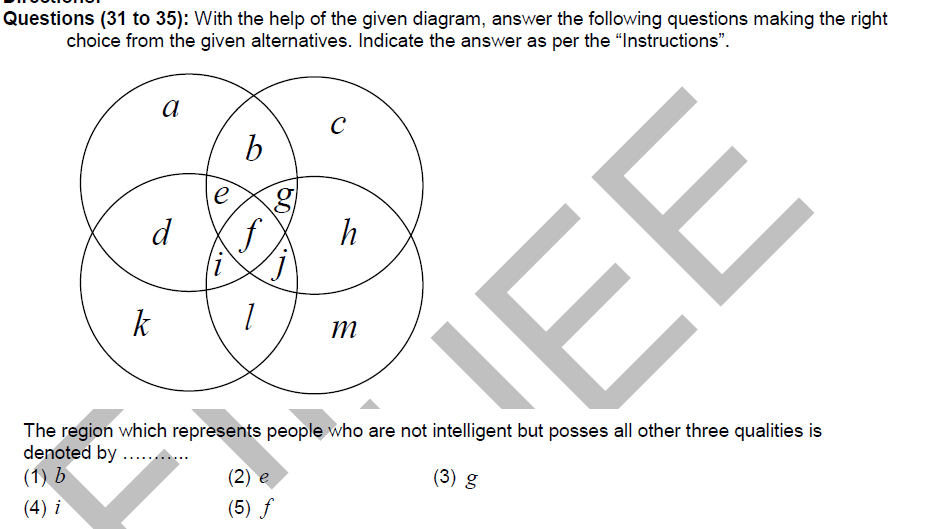 Questions (31 to 35): With the help of the given diagram, answer the following questions making the right
choice from the given alternatives. Indicate the answer as per the “Instructions”.
a
c
b
e g
d f h
i j
k l m
The region which represents people who are not intelligent but posses all other three qualities is
denoted by ...........
(1) b (2) e (3) g
(4) i (5) f